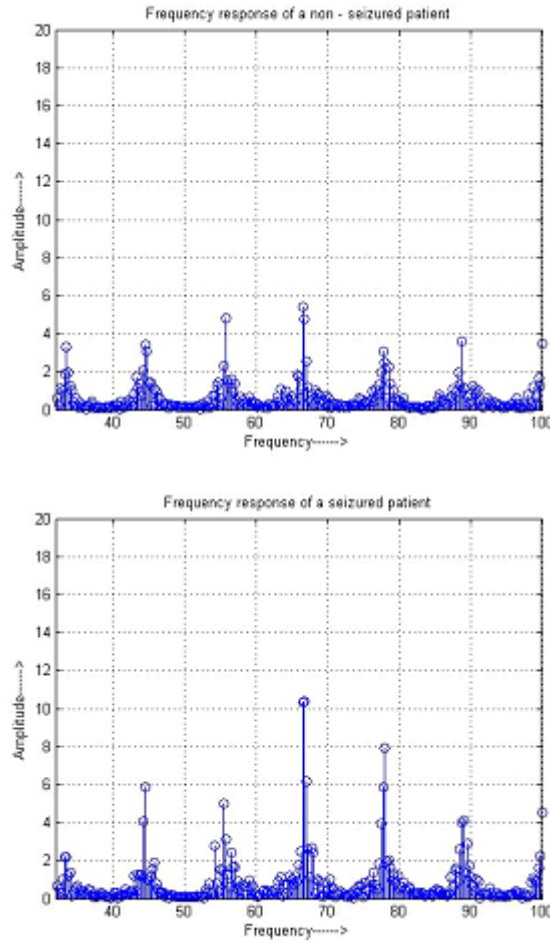 Frequency response of a non - seizured patient
20
18
16
14
12
10
8
6
4
2
0
Amplitude------>
40 50 60 70 80 90 100
Frequency------>
Frequency response of a seizured patient
20
18
16
14
12
10
8
6
4
2
0
Amplitude------>
40 50 60 70 80 90 100
Frequency------>